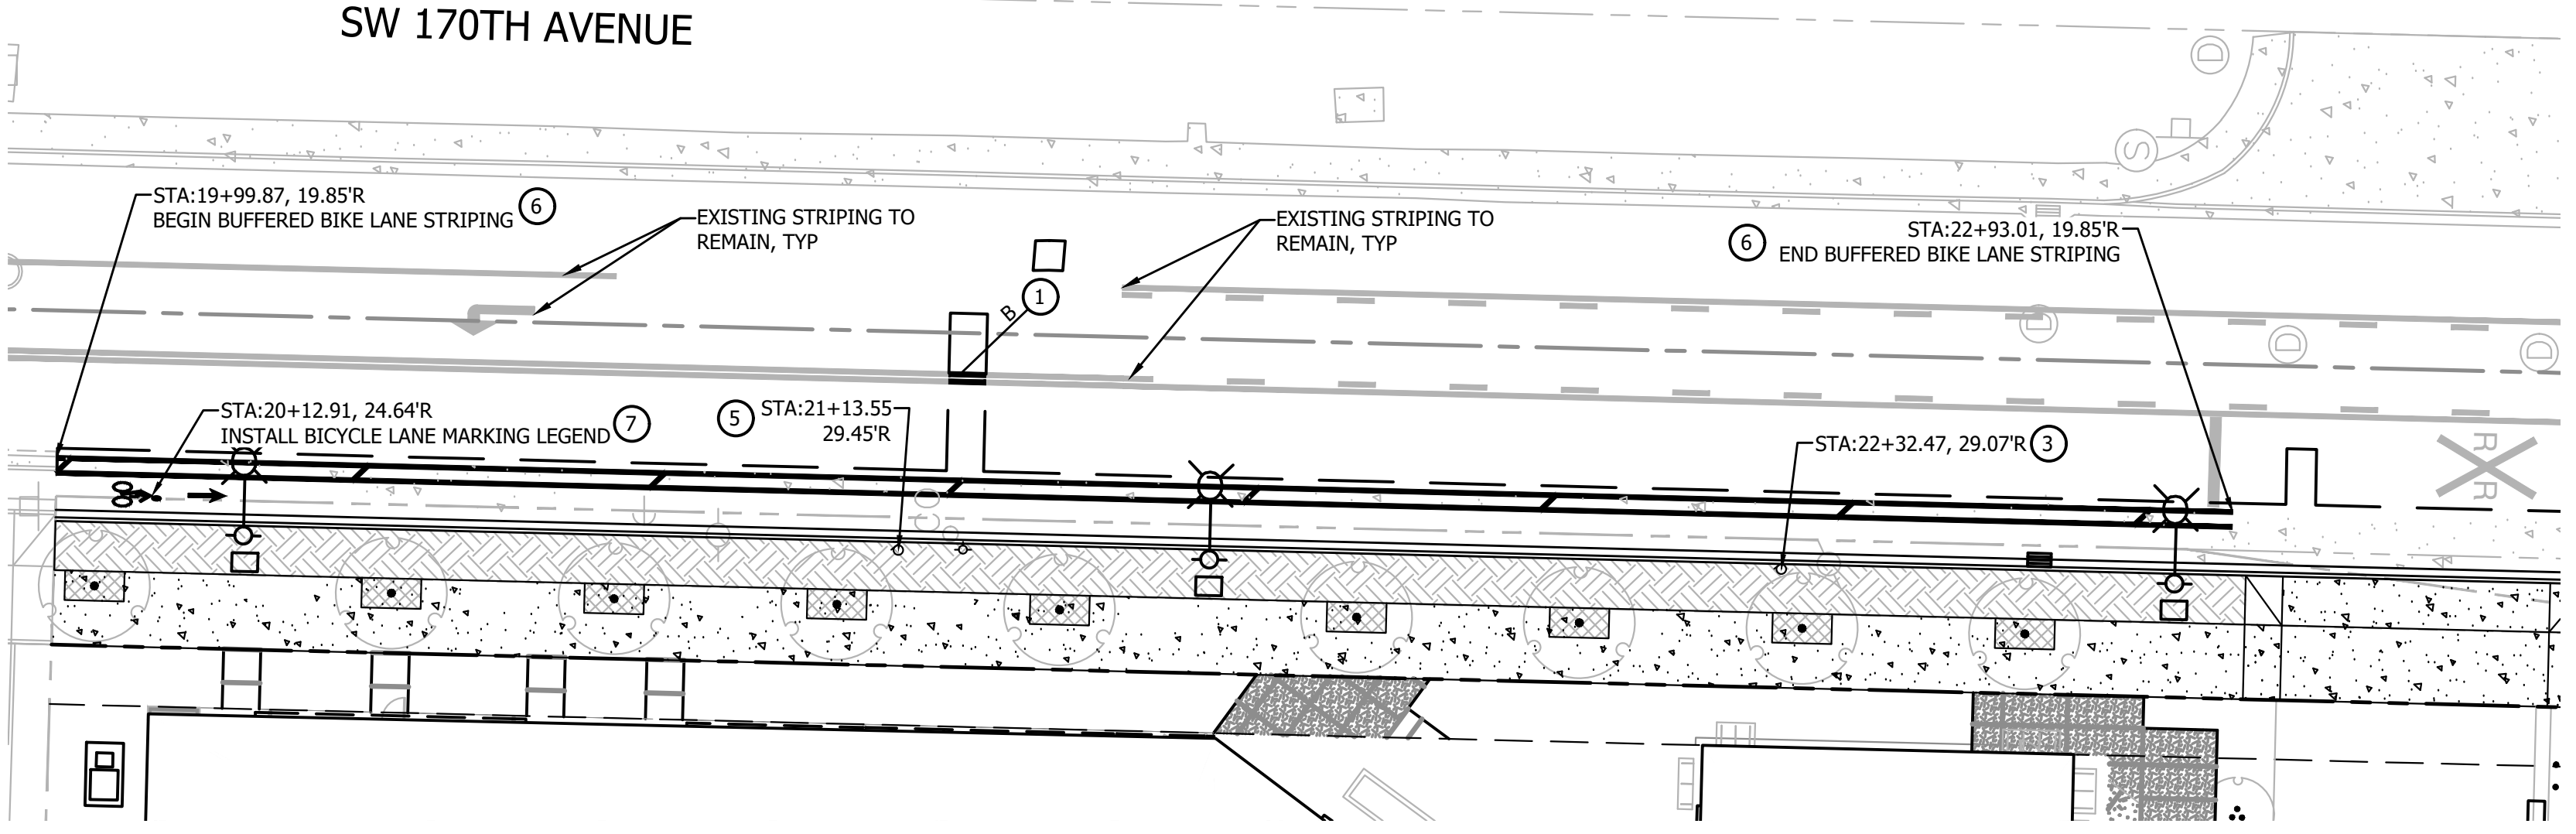 SW 170TH AVENUE
D
S
STA:19+99.87, 19.85'R
BEGIN BUFFERED BIKE LANE STRIPING
6
EXISTING STRIPING TO
REMAIN, TYP
EXISTING STRIPING TO
REMAIN, TYP
6
STA:22+93.01, 19.85'R
END BUFFERED BIKE LANE STRIPING
B
1
D
D
D
STA:20+12.91, 24.64'R
INSTALL BICYCLE LANE MARKING LEGEND
7
5
STA:21+13.55
29.45'R
STA:22+32.47, 29.07'R
3
R
R
CO